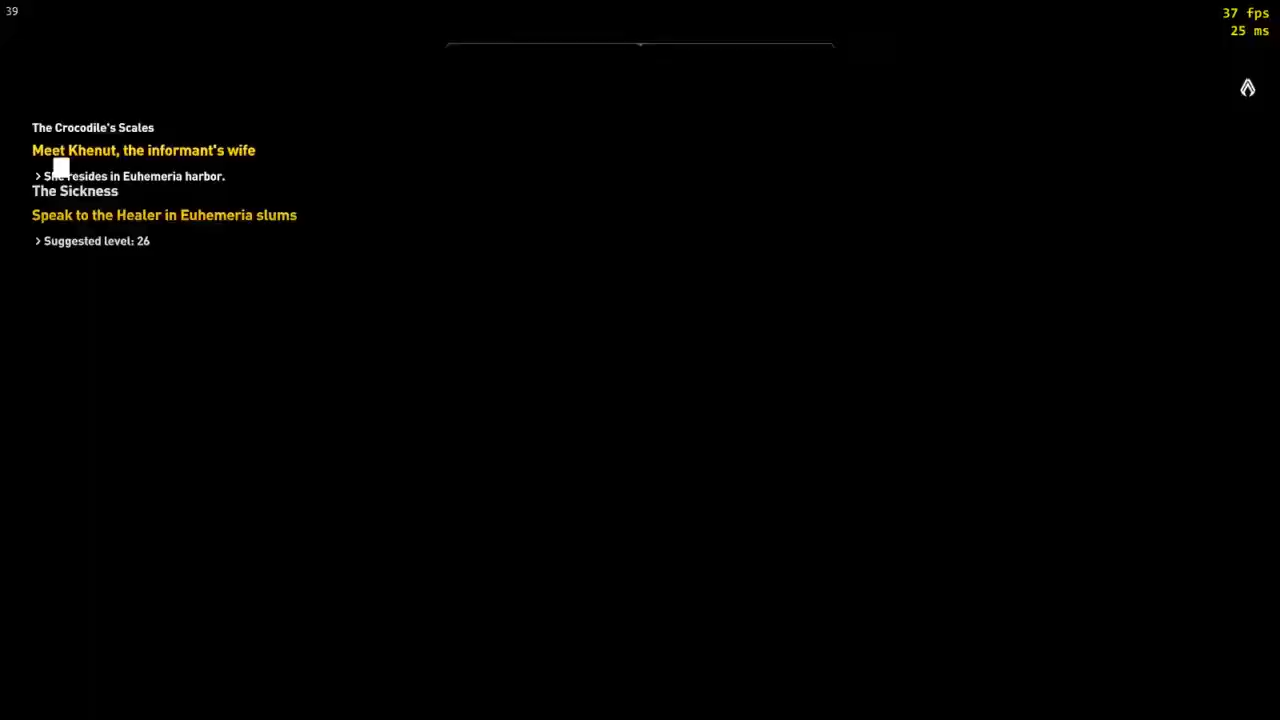 39
37 fps
25 ms
The Crocodile's Scales
Meet Khenut, the informant's wife
> She resides in Euhemeria harbor.
The Sickness
Speak to the Healer in Euhemeria slums
> Suggested level: 26